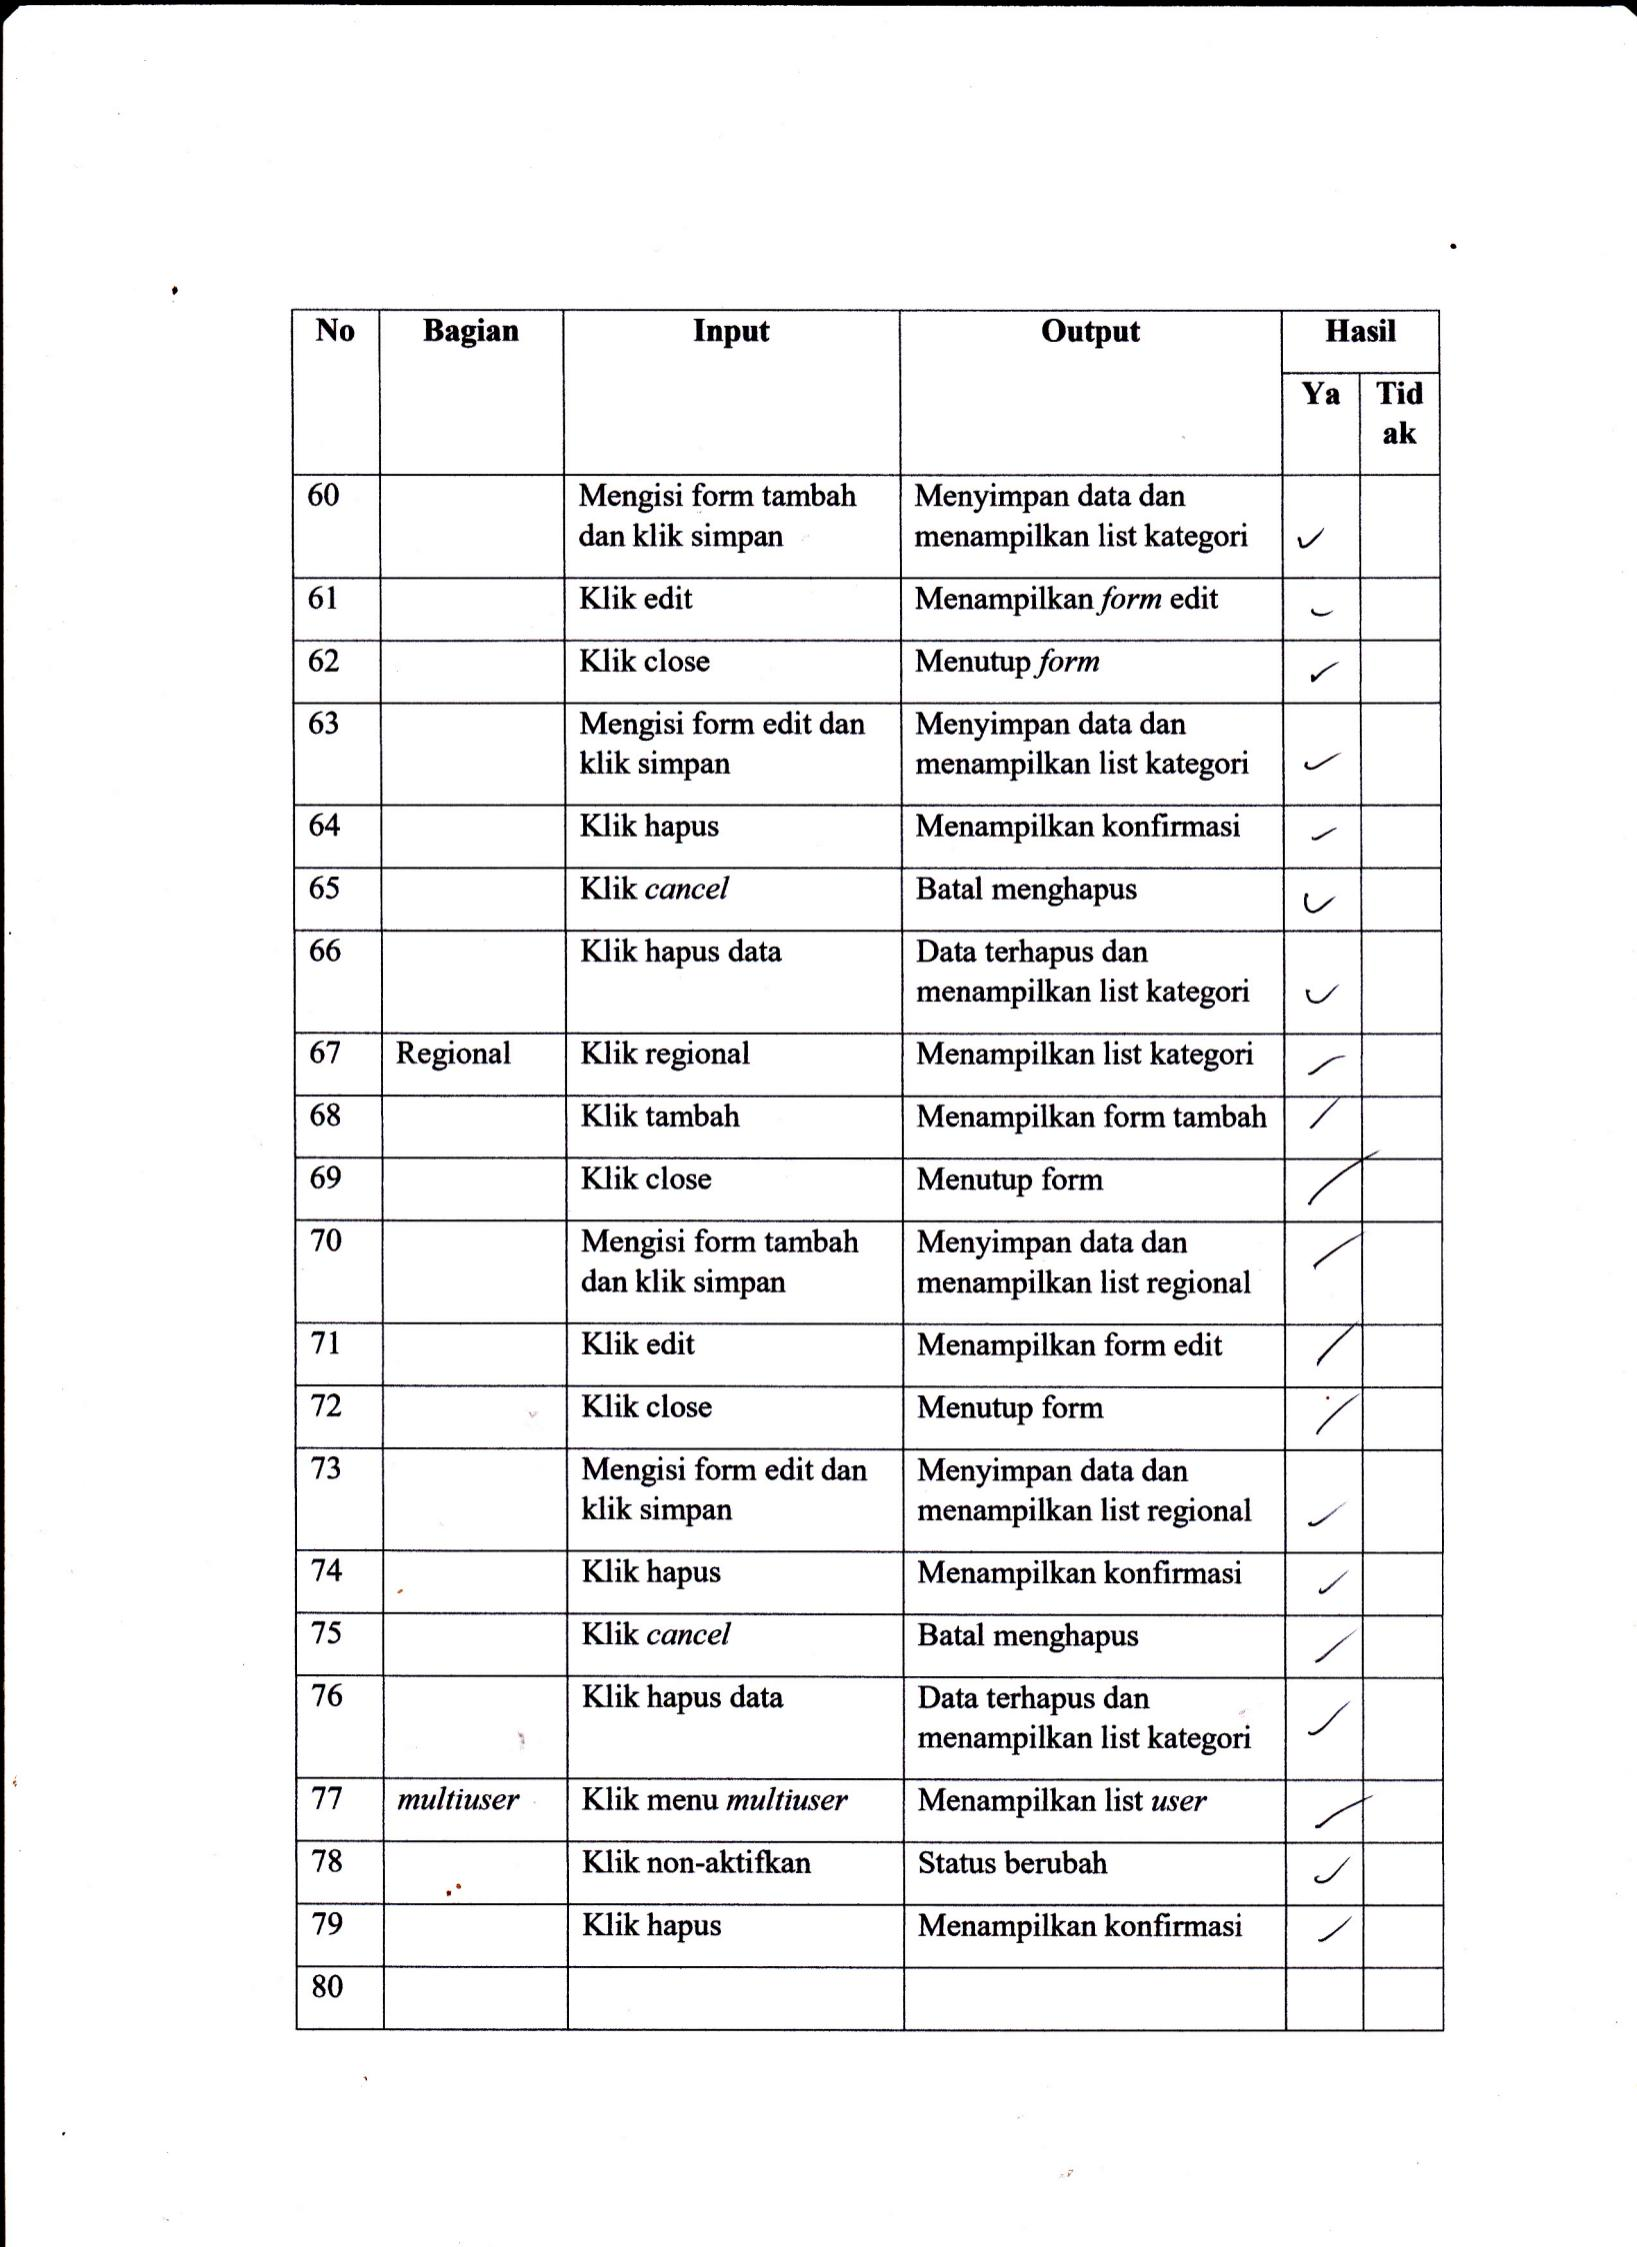 No Bagian Input Output Hasil
Ya Tid
ak
60 Mengisi form tambah Menyimpan data dan
dan klik simpan menampilkan list kategori ✓
61 Klik edit Menampilkan form edit ✓
62 Klik close Menutup form ✓
63 Mengisi form edit dan Menyimpan data dan
klik simpan menampilkan list kategori ✓
64 Klik hapus Menampilkan konfirmasi ✓
65 Klik cancel Batal menghapus ✓
66 Klik hapus data Data terhapus dan
menampilkan list kategori ✓
67 Regional Klik regional Menampilkan list kategori ✓
68 Klik tambah Menampilkan form tambah ✓
69 Klik close Menutup form ✓
70 Mengisi form tambah Menyimpan data dan ✓
dan klik simpan menampilkan list regional
71 Klik edit Menampilkan form edit ✓
72 Klik close Menutup form ✓
73 Mengisi form edit dan Menyimpan data dan
klik simpan menampilkan list regional ✓
74 Klik hapus Menampilkan konfirmasi ✓
75 Klik cancel Batal menghapus ✓
76 Klik hapus data Data terhapus dan ✓
menampilkan list kategori
77 multiuser Klik menu multiuser Menampilkan list user ✓
78 Klik non-aktifkan Status berubah ✓
79 Klik hapus Menampilkan konfirmasi ✓
80